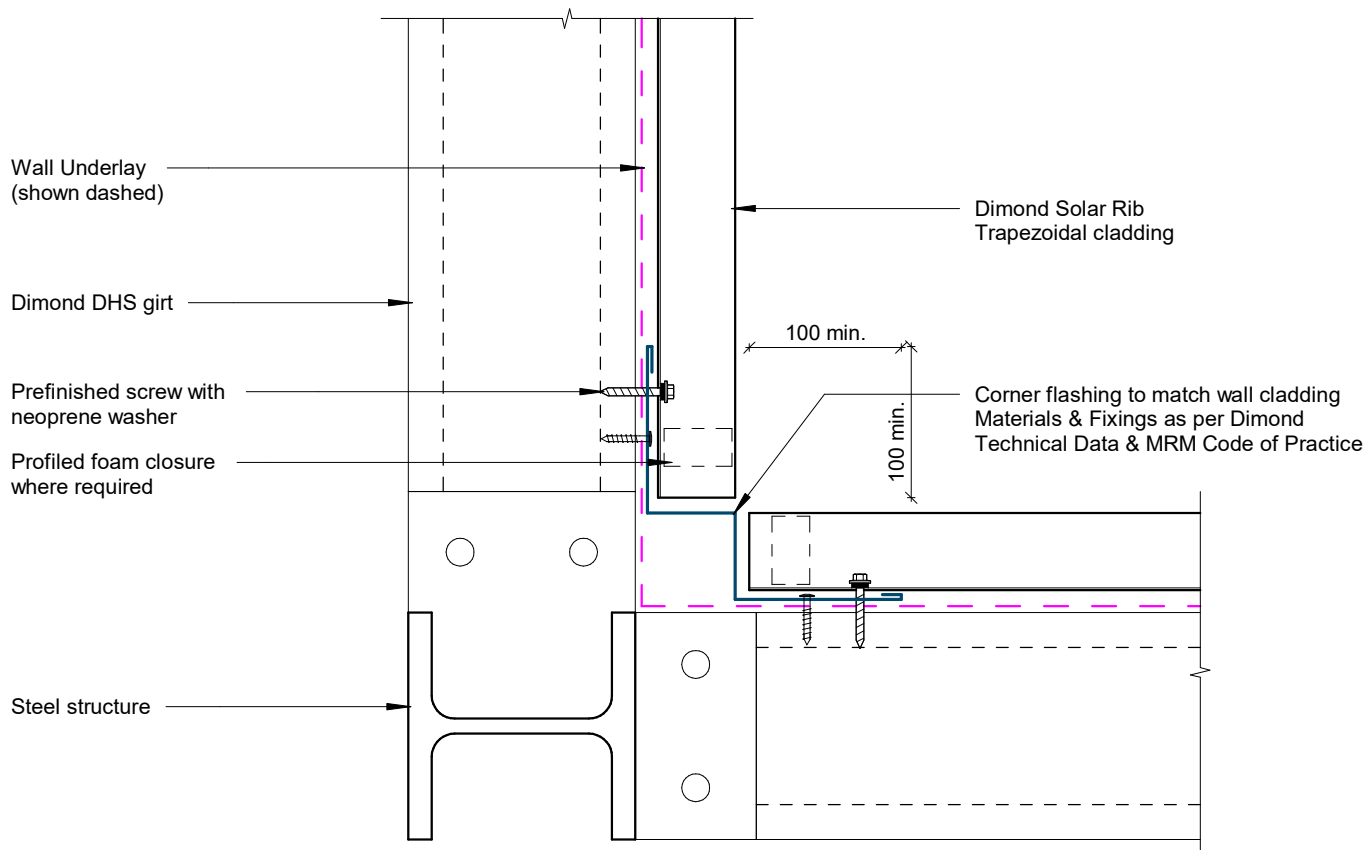 Wall Underlay
(shown dashed)
Dimond DHS girt
Prefinished screw with
neoprene washer
Profiled foam closure
where required
Steel structure
Dimond Solar Rib
Trapezoidal cladding
100 min.
100 min.
Corner flashing to match wall cladding
Materials & Fixings as per Dimond
Technical Data & MRM Code of Practice